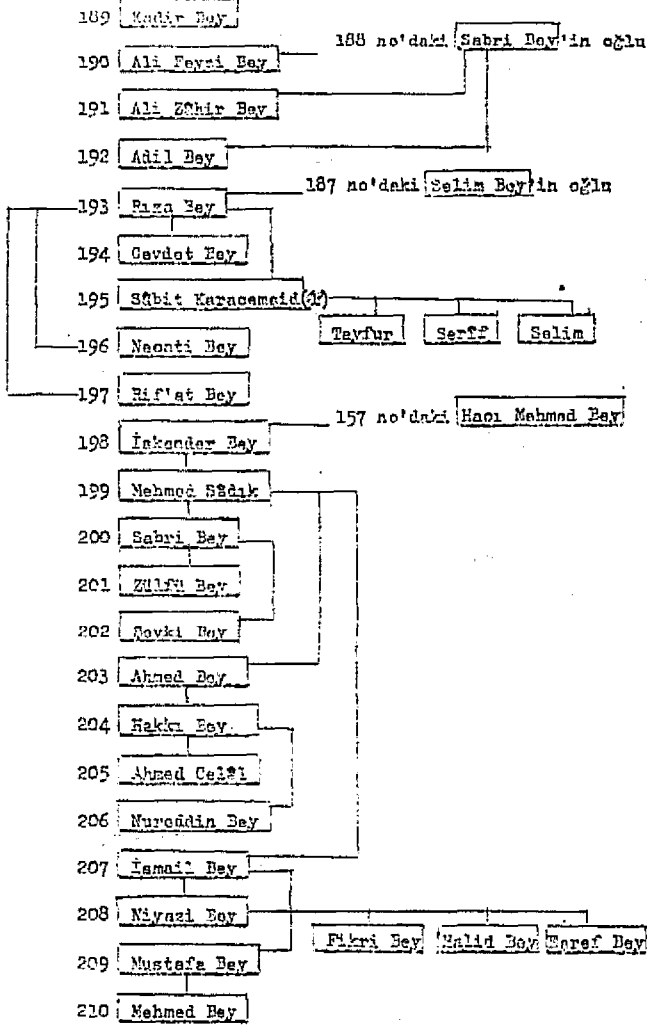 189 Kadir Bey
190 Ali Fevzi Bey 188 no'daki Sabri Bey'in oğlu
191 Ali Zâhir Bey
192 Adil Bey
193 Rıza Bey 187 no'daki Selim Bey'in oğlu
194 Cevdet Bey
195 Sâbit
Tayfur Şerîf Selim
196 Necati Bey
197 Rif'at Bey
198 İskender Bey 157 no'daki Hacı Mehmed Bey
199 Mehmed Sâdık
200 Sabri Bey
201 Zülfü Bey
202 Şevki Bey
203 Ahmed Bey
204 Hakkı Bey
205 Ahmed Celâl
206 Nureddin Bey
207 İsmail Bey
208 Niyazi Bey
Fikri Bey Halid Bey Eşref Bey
209 Mustafa Bey
210 Mehmed Bey